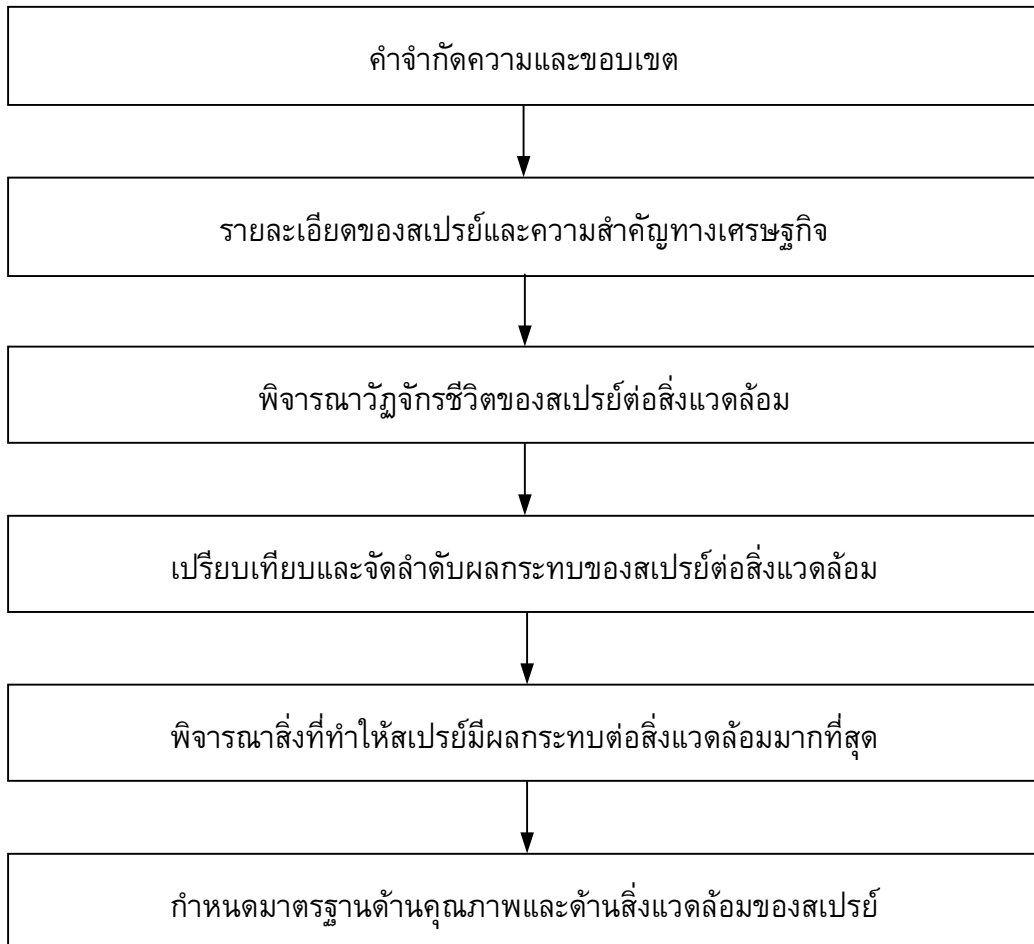 คำจำกัดความและขอบเขต
รายละเอียดของสเปรย์และความสำคัญทางเศรษฐกิจ
พิจารณาวัฏจักรชีวิตของสเปรย์ต่อสิ่งแวดล้อม
เปรียบเทียบและจัดลำดับผลกระทบของสเปรย์ต่อสิ่งแวดล้อม
พิจารณาสิ่งที่ทำให้สเปรย์มีผลกระทบต่อสิ่งแวดล้อมมากที่สุด
กำหนดมาตรฐานด้านคุณภาพและด้านสิ่งแวดล้อมของสเปรย์